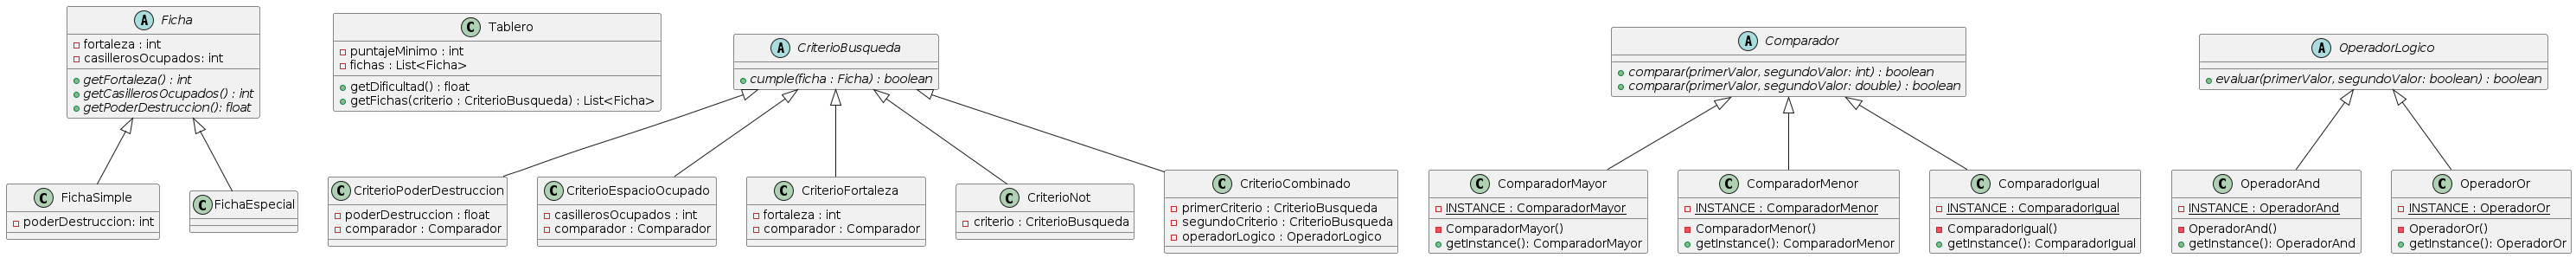 A Ficha
fortaleza : int
casillerosOcupados: int
getFortaleza() : int
getCasillerosOcupados() : int
getPoderDestruccion(): float
C Tablero
puntajeMinimo : int
fichas : List<Ficha>
getDificultad() : float
getFichas(criterio : CriterioBusqueda) : List<Ficha>
A CriterioBusqueda
cumple(ficha : Ficha) : boolean
A Comparador
comparar(primerValor, segundoValor: int) : boolean
comparar(primerValor, segundoValor: double) : boolean
A OperadorLogico
evaluar(primerValor, segundoValor: boolean) : boolean
C FichaSimple
poderDestruccion: int
C FichaEspecial
C CriterioPoderDestruccion
poderDestruccion : float
comparador : Comparador
C CriterioEspacioOcupado
casillerosOcupados : int
comparador : Comparador
C CriterioFortaleza
fortaleza : int
comparador : Comparador
C CriterioNot
criterio : CriterioBusqueda
C CriterioCombinado
primerCriterio : CriterioBusqueda
segundoCriterio : CriterioBusqueda
operadorLogico : OperadorLogico
C ComparadorMayor
INSTANCE : ComparadorMayor
ComparadorMayor()
getInstance(): ComparadorMayor
C ComparadorMenor
INSTANCE : ComparadorMenor
ComparadorMenor()
getInstance(): ComparadorMenor
C ComparadorIgual
INSTANCE : ComparadorIgual
ComparadorIgual()
getInstance(): ComparadorIgual
C OperadorAnd
INSTANCE : OperadorAnd
OperadorAnd()
getInstance(): OperadorAnd
C OperadorOr
INSTANCE : OperadorOr
OperadorOr()
getInstance(): OperadorOr